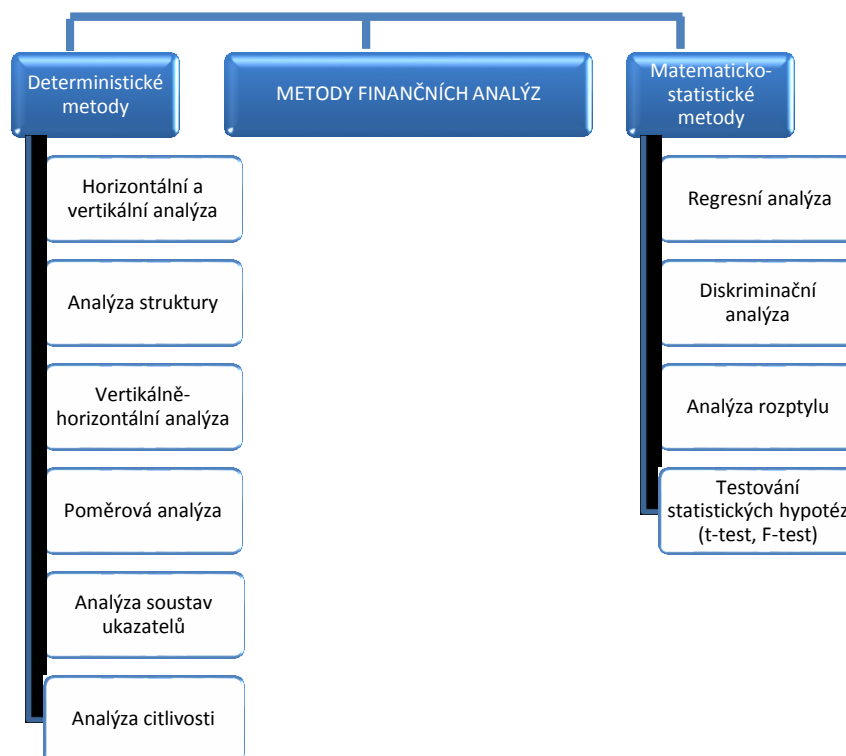 Deterministické
metody
METODY FINANČNÍCH ANALÝZ
Matematicko-
statistické
metody
Horizontální a
vertikální analýza
Analýza struktury
Vertikálně-
horizontální analýza
Poměrová analýza
Analýza soustav
ukazatelů
Analýza citlivosti
Regresní analýza
Diskriminační
analýza
Analýza rozptylu
Testování
statistických hypotéz
(t-test, F-test)